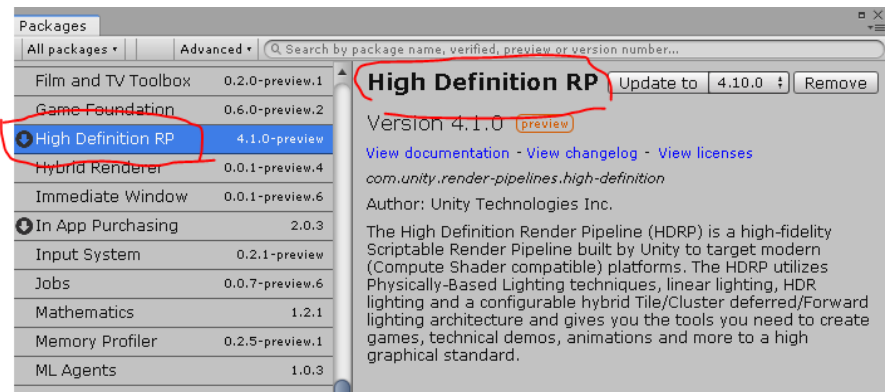 Packages
All packages
Advanced
Search by package name, verified, preview or version number...
Film and TV Toolbox 0.2.0-preview.1
Game Foundation 0.6.0-preview.2
High Definition RP 4.1.0-preview
Hybrid Renderer 0.0.1-preview.4
Immediate Window 0.0.1-preview.6
In App Purchasing 2.0.3
Input System 0.2.1-preview
Jobs 0.0.7-preview.6
Mathematics 1.2.1
Memory Profiler 0.2.5-preview.1
ML Agents 1.0.3
High Definition RP
Update to 4.10.0 Remove
Version 4.1.0 preview
View documentation - View changelog - View licenses
com.unity.render-pipelines.high-definition
Author: Unity Technologies Inc.
The High Definition Render Pipeline (HDRP) is a high-fidelity
Scriptable Render Pipeline built by Unity to target modern
(Compute Shader compatible) platforms. The HDRP utilizes
Physically-Based Lighting techniques, linear lighting, HDR
lighting and a configurable hybrid Tile/Cluster deferred/Forward
lighting architecture and gives you the tools you need to create
games, technical demos, animations and more to a high
graphical standard.